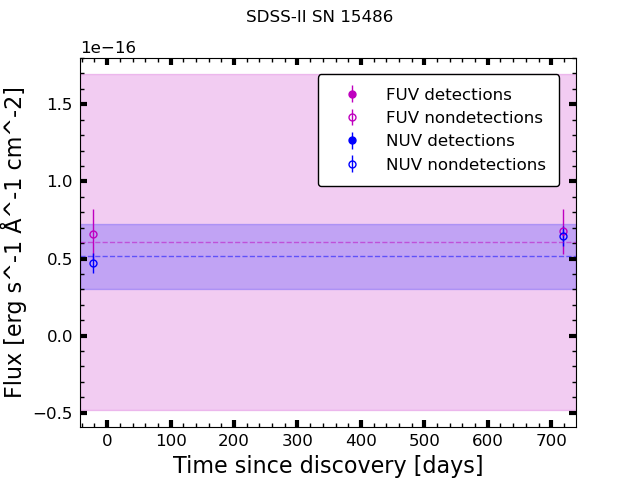 SDSS-II SN 15486
1e−16
FUV detections
FUV nondetections
NUV detections
NUV nondetections
1.5
1.0
0.5
0.0
−0.5
Flux [erg s^-1 Å^-1 cm^-2]
0 100 200 300 400 500 600 700
Time since discovery [days]